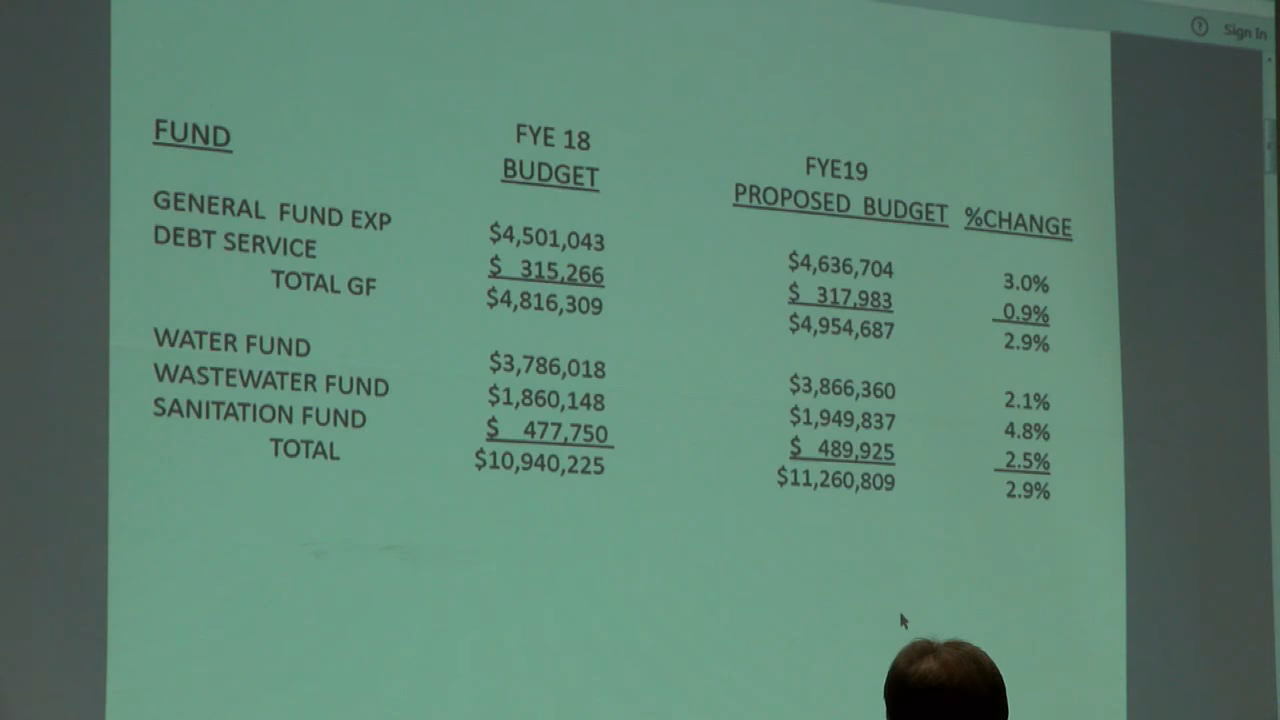 Sign In
FUND FYE 18 BUDGET FYE19 PROPOSED BUDGET %CHANGE
GENERAL FUND EXP $4,501,043 $4,636,704 3.0%
DEBT SERVICE $ 315,266 $ 317,983 0.9%
TOTAL GF $4,816,309 $4,954,687 2.9%
WATER FUND $3,786,018 $3,866,360 2.1%
WASTEWATER FUND $1,860,148 $1,949,837 4.8%
SANITATION FUND $ 477,750 $ 489,925 2.5%
TOTAL $10,940,225 $11,260,809 2.9%